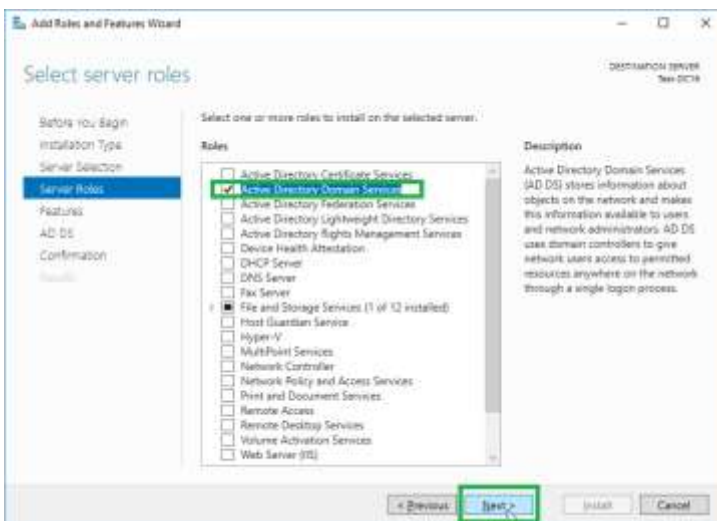 Add Roles and Features Wizard
Select server roles
DESTINATION SERVER
Before You Begin
Installation Type
Server Selection
Server Roles
Features
AD DS
Confirmation
Select one or more roles to install on the selected server.
Roles
Active Directory Certificate Services
Active Directory Domain Services
Active Directory Federation Services
Active Directory Lightweight Directory Services
Active Directory Rights Management Services
Device Health Attestation
DHCP Server
DNS Server
Fax Server
File and Storage Services (1 of 12 installed)
Host Guardian Service
Hyper-V
MultiPoint Services
Network Controller
Network Policy and Access Services
Print and Document Services
Remote Access
Remote Desktop Services
Volume Activation Services
Web Server (IIS)
Description
Active Directory Domain Services
(AD DS) stores information about
objects on the network and makes
this information available to users
and network administrators. AD DS
uses domain controllers to give
network users access to permitted
resources anywhere on the network
through a single logon process.
< Previous
Next >
Install
Cancel